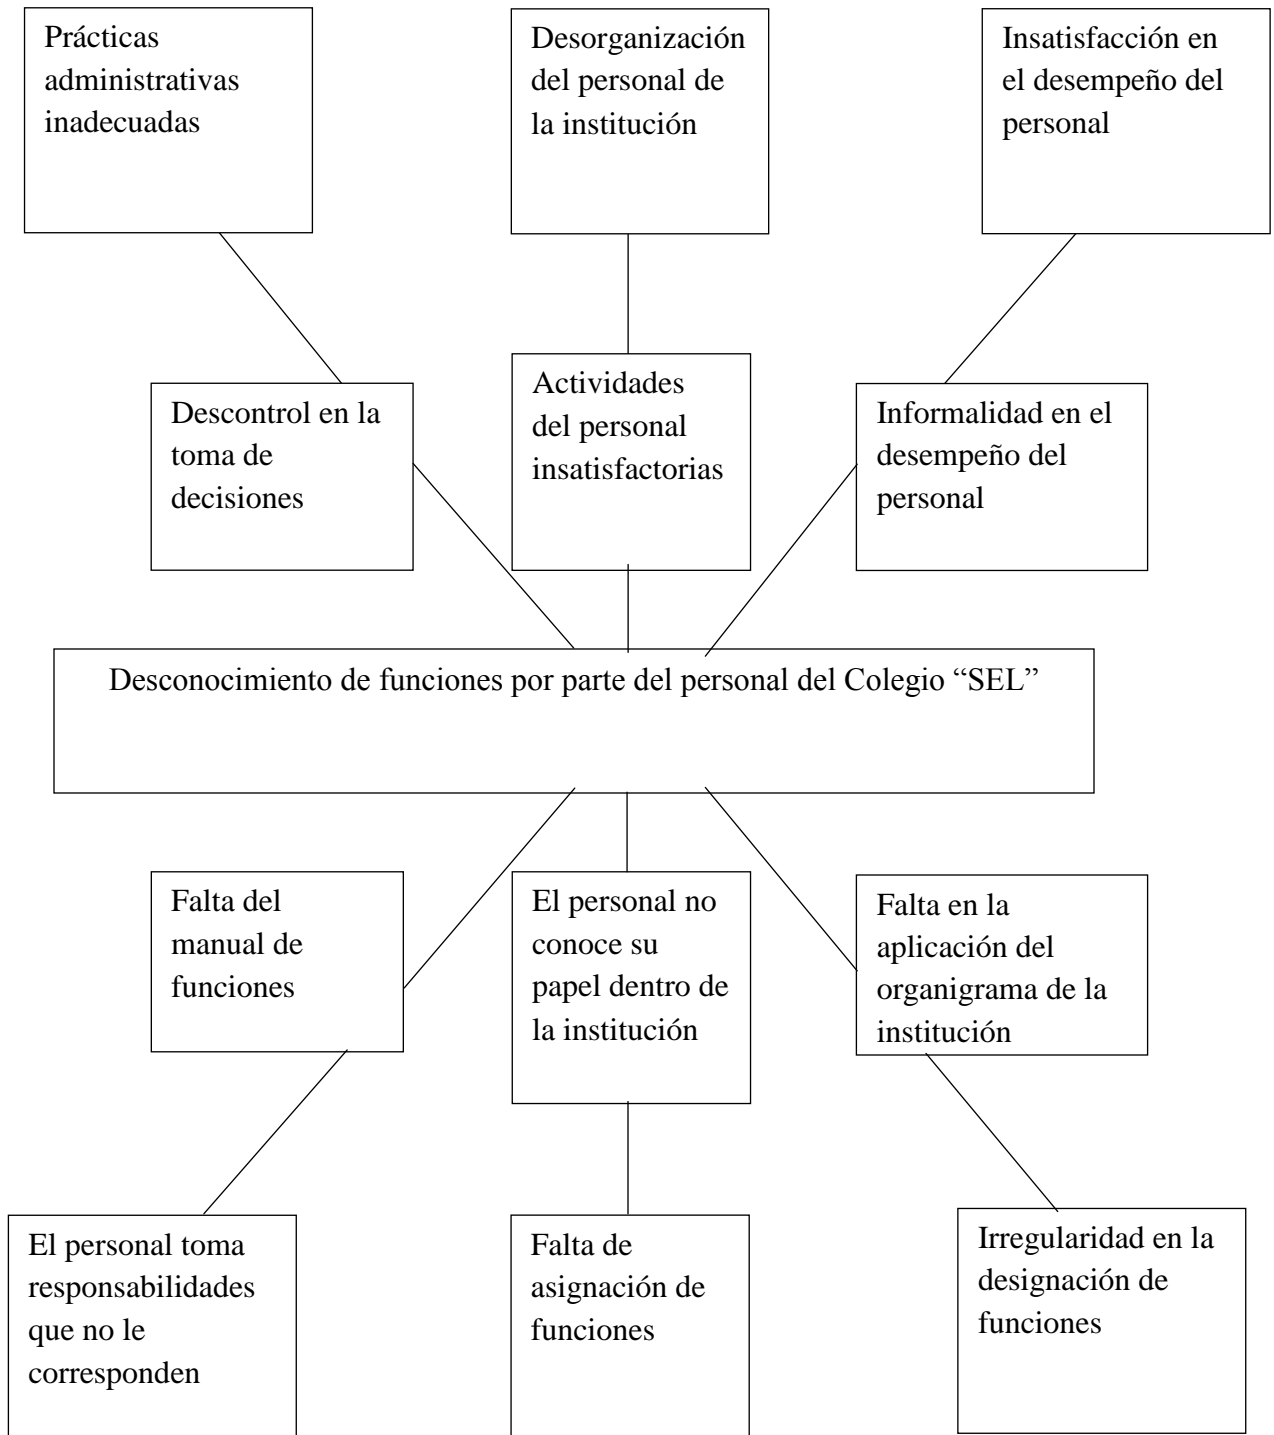 Prácticas
administrativas
inadecuadas
Desorganización
del personal de
la institución
Insatisfacción en
el desempeño del
personal
Descontrol en la
toma de
decisiones
Actividades
del personal
insatisfactorias
Informalidad en el
desempeño del
personal
Desconocimiento de funciones por parte del personal del Colegio “SEL”
Falta del
manual de
funciones
El personal no
conoce su
papel dentro de
la institución
Falta en la
aplicación del
organigrama de la
institución
El personal toma
responsabilidades
que no le
corresponden
Falta de
asignación de
funciones
Irregularidad en la
designación de
funciones